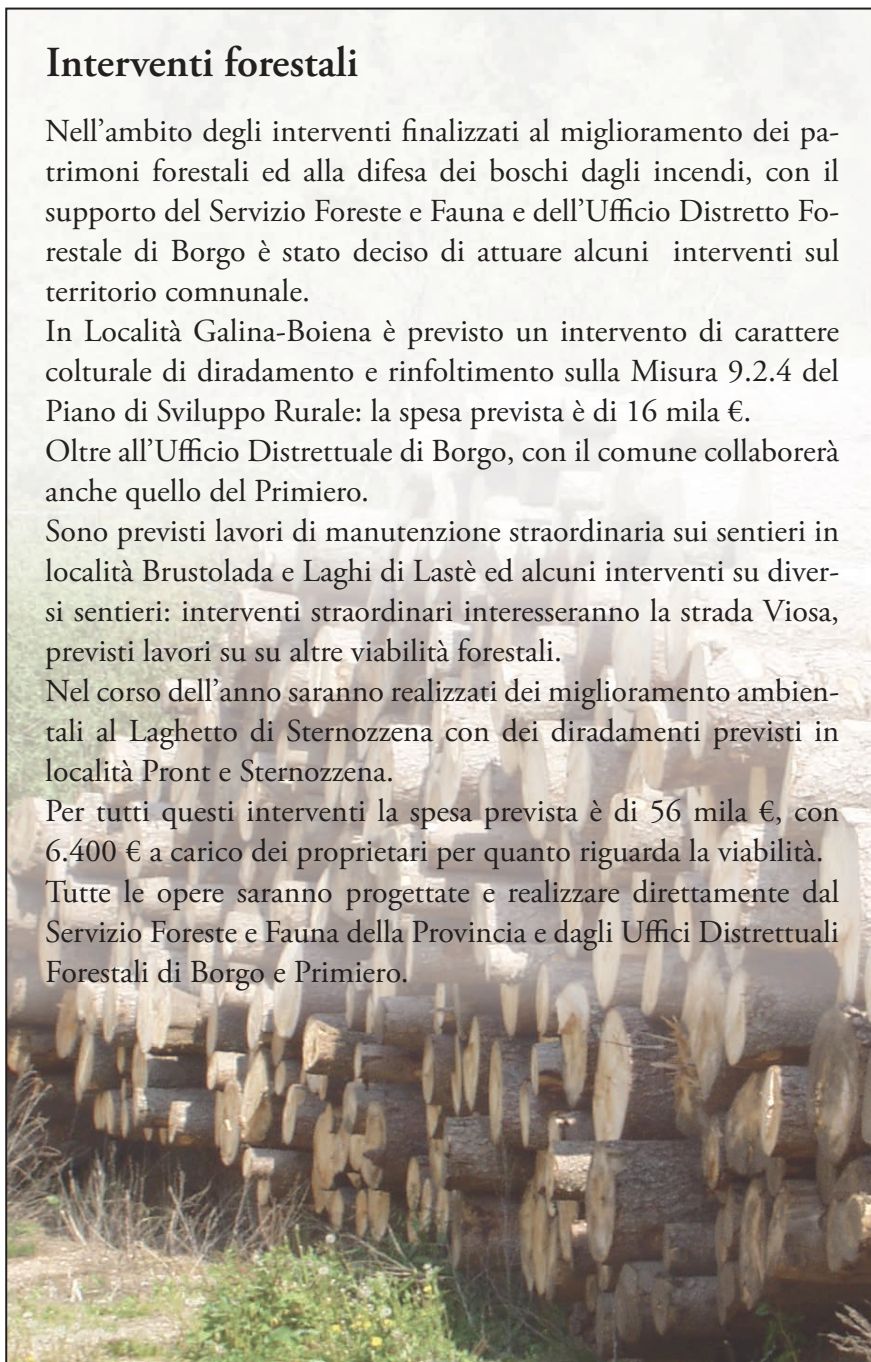 Interventi forestali
Nell’ambito degli interventi finalizzati al miglioramento dei pa-
trimoni forestali ed alla difesa dei boschi dagli incendi, con il
supporto del Servizio Foreste e Fauna e dell’Ufficio Distretto Fo-
restale di Borgo è stato deciso di attuare alcuni  interventi sul
territorio comnunale.
In Località Galina-Boiena è previsto un intervento di carattere
colturale di diradamento e rinfoltimento sulla Misura 9.2.4 del
Piano di Sviluppo Rurale: la spesa prevista è di 16 mila €.
Oltre all’Ufficio Distrettuale di Borgo, con il comune collaborerà
anche quello del Primiero.
Sono previsti lavori di manutenzione straordinaria sui sentieri in
località Brustolada e Laghi di Lastè ed alcuni interventi su diver-
si sentieri: interventi straordinari interesseranno la strada Viosa,
previsti lavori su su altre viabilità forestali.
Nel corso dell’anno saranno realizzati dei miglioramento ambien-
tali al Laghetto di Sternozzena con dei diradamenti previsti in
località Pront e Sternozzena.
Per tutti questi interventi la spesa prevista è di 56 mila €, con
6.400 € a carico dei proprietari per quanto riguarda la viabilità.
Tutte le opere saranno progettate e realizzare direttamente dal
Servizio Foreste e Fauna della Provincia e dagli Uffici Distrettuali
Forestali di Borgo e Primiero.